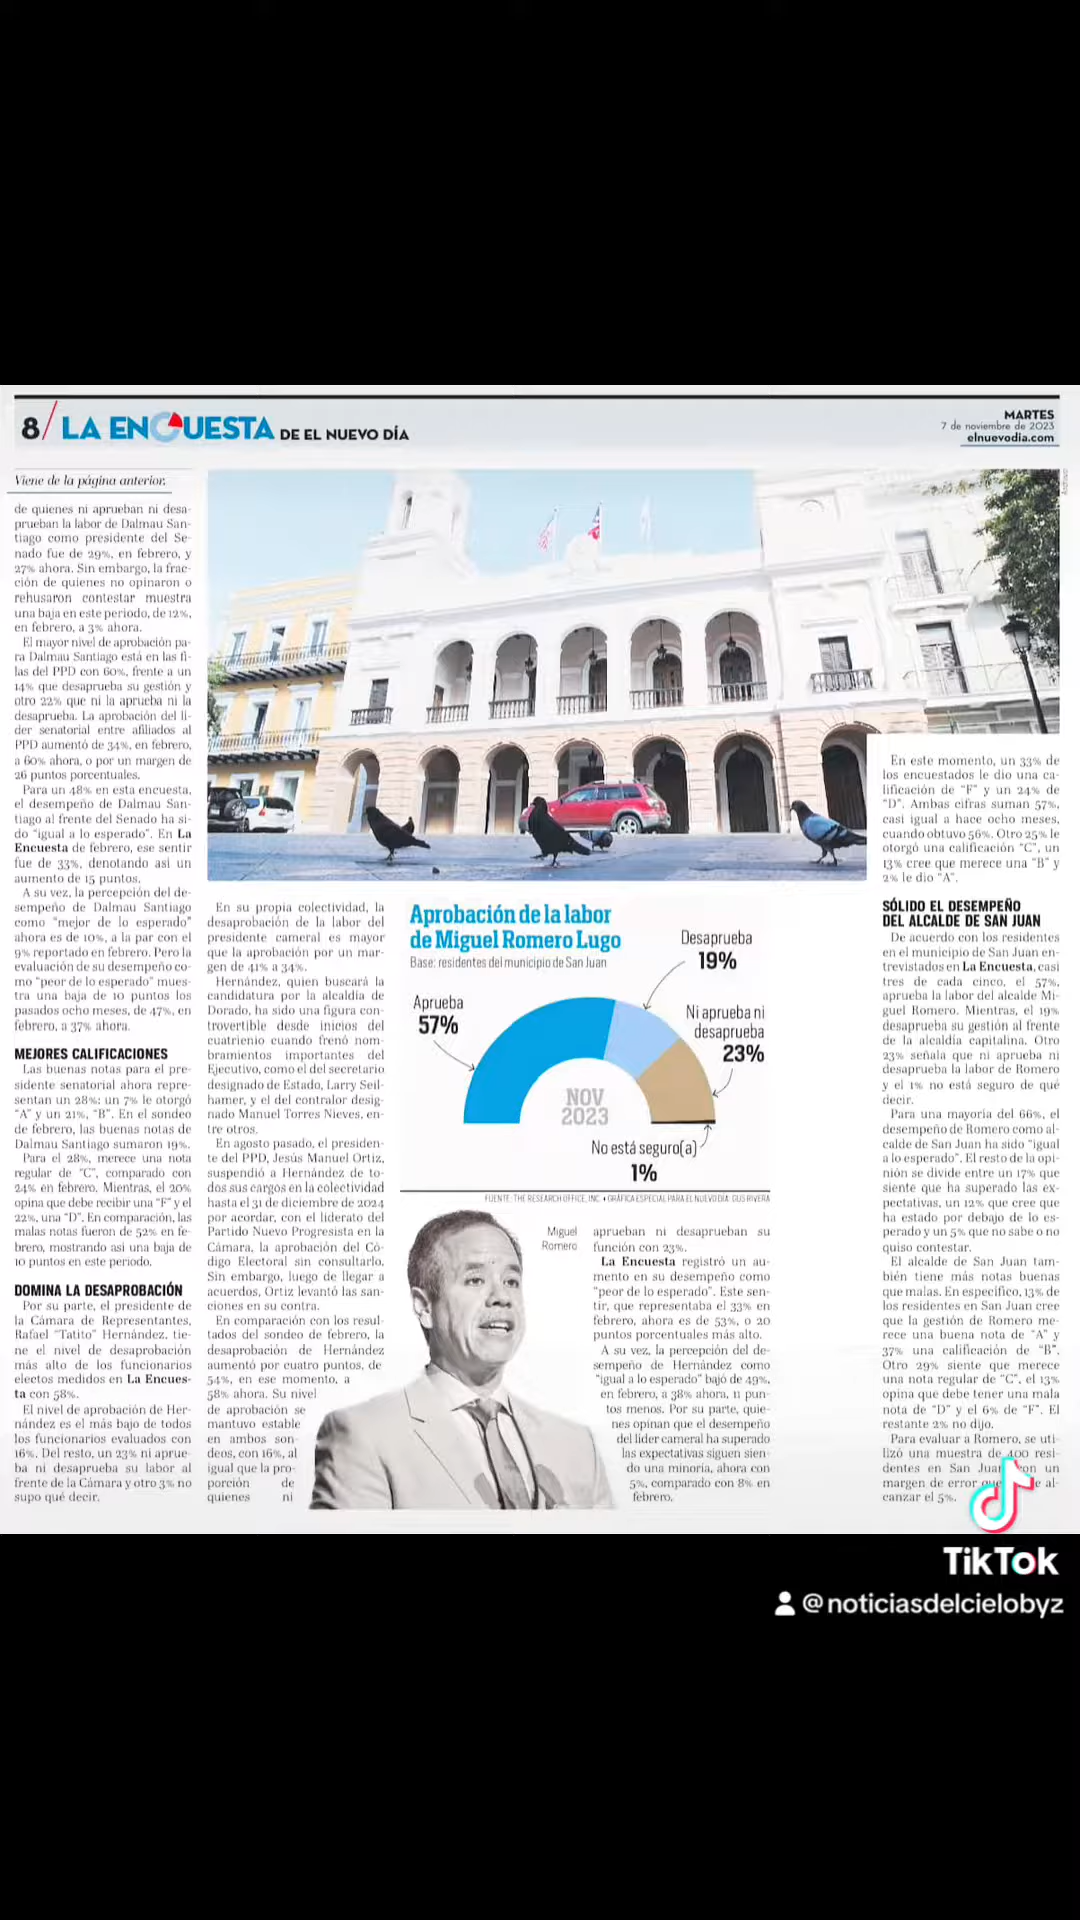 8/ LA ENCUESTA DE EL NUEVO DÍA
MARTES
7 de noviembre de 2023
elnuevodia.com
Viene de la página anterior.
de quienes ni aprueban ni desa-
prueban la labor de Dalmau San-
tiago como presidente del Se-
nado fue de 29%, en febrero, y
27% ahora. Sin embargo, la frac-
ción de quienes no opinaron o
rehusaron contestar muestra
una baja en este periodo, de 12%,
en febrero, a 3% ahora.
El mayor nivel de aprobación pa-
ra Dalmau Santiago está en las fi-
las del PPD con 60%, frente a un
14% que desaprueba su gestión y
otro 22% que ni la aprueba ni la
desaprueba. La aprobación del lí-
der senatorial entre afiliados al
PPD aumentó de 34%, en febrero,
a 60% ahora, o por un margen de
26 puntos porcentuales.
Para un 48% en esta encuesta,
el desempeño de Dalmau San-
tiago al frente del Senado ha si-
do “igual a lo esperado”. En La
Encuesta de febrero, ese sentir
fue de 33%, denotando así un
aumento de 15 puntos.
A su vez, la percepción del de-
sempeño de Dalmau Santiago
como “mejor de lo esperado”
ahora es de 10%, a la par con el
9% reportado en febrero. Pero la
evaluación de su desempeño co-
mo “peor de lo esperado” mues-
tra una baja de 10 puntos los
pasados ocho meses, de 47%, en
febrero, a 37% ahora.
MEJORES CALIFICACIONES
Las buenas notas para el pre-
sidente senatorial ahora repre-
sentan un 28%: un 7% le otorgó
“A” y un 21%, “B”. En el sondeo
de febrero, las buenas notas de
Dalmau Santiago sumaron 19%.
Para el 28%, merece una nota
regular de “C”, comparado con
24% en febrero. Mientras, el 20%
opina que debe recibir una “F” y el
22%, una “D”. En comparación, las
malas notas fueron de 52% en fe-
brero, mostrando así una baja de
10 puntos en este periodo.
DOMINA LA DESAPROBACIÓN
Por su parte, el presidente de
la Cámara de Representantes,
Rafael “Tatito” Hernández, tie-
ne el nivel de desaprobación
más alto de los funcionarios
electos medidos en La Encues-
ta con 58%.
El nivel de aprobación de Her-
nández es el más bajo de todos
los funcionarios evaluados con
16%. Del resto, un 23% ni aprue-
ba ni desaprueba su labor al
frente de la Cámara y otro 3% no
supo qué decir.
En su propia colectividad, la
desaprobación de la labor del
presidente cameral es mayor
que la aprobación por un mar-
gen de 41% a 34%.
Hernández, quien buscará la
candidatura por la alcaldía de
Dorado, ha sido una figura con-
trovertible desde inicios del
cuatrienio cuando frenó nom-
bramientos importantes del
Ejecutivo, como el del secretario
designado de Estado, Larry Seil-
hamer, y el del contralor desig-
nado Manuel Torres Nieves, en-
tre otros.
En agosto pasado, el presiden-
te del PPD, Jesús Manuel Ortiz,
suspendió a Hernández de to-
dos sus cargos en la colectividad
hasta el 31 de diciembre de 2024
por acordar, con el liderato del
Partido Nuevo Progresista en la
Cámara, la aprobación del Có-
digo Electoral sin consultarlo.
Sin embargo, luego de llegar a
acuerdos, Ortiz levantó las san-
ciones en su contra.
En comparación con los resul-
tados del sondeo de febrero, la
desaprobación de Hernández
aumentó por cuatro puntos, de
54%, en ese momento, a
58% ahora. Su nivel
de aprobación se
mantuvo estable
en ambos son-
deos, con 16%, al
igual que la pro-
porción de
quienes ni
Aprobación de la labor
de Miguel Romero Lugo
Base: residentes del municipio de San Juan
Aprueba
57%
Desaprueba
19%
Ni aprueba ni
desaprueba
23%
NOV
2023
No está seguro(a)
1%
FUENTE: THE RESEARCH OFFICE, INC. • GRÁFICA ESPECIAL PARA EL NUEVO DÍA: GUS RIVERA
Miguel
Romero
aprueban ni desaprueban su
función con 23%.
La Encuesta registró un au-
mento en su desempeño como
“peor de lo esperado”. Este sen-
tir, que representaba el 33% en
febrero, ahora es de 53%, o 20
puntos porcentuales más alto.
A su vez, la percepción del de-
sempeño de Hernández como
“igual a lo esperado” bajó de 49%,
en febrero, a 38% ahora, 11 pun-
tos menos. Por su parte, quie-
nes opinan que el desempeño
del líder cameral ha superado
las expectativas siguen sien-
do una minoría, ahora con
5%, comparado con 8% en
febrero.
Archivo
En este momento, un 33% de
los encuestados le dio una ca-
lificación de “F” y un 24% de
“D”. Ambas cifras suman 57%,
casi igual a hace ocho meses,
cuando obtuvo 56%. Otro 25% le
otorgó una calificación “C”, un
13% cree que merece una “B” y
2% le dio “A”.
SÓLIDO EL DESEMPEÑO
DEL ALCALDE DE SAN JUAN
De acuerdo con los residentes
en el municipio de San Juan en-
trevistados en La Encuesta, casi
tres de cada cinco, el 57%,
aprueba la labor del alcalde Mi-
guel Romero. Mientras, el 19%
desaprueba su gestión al frente
de la alcaldía capitalina. Otro
23% señala que ni aprueba ni
desaprueba la labor de Romero
y el 1% no está seguro de qué
decir.
Para una mayoría del 66%, el
desempeño de Romero como al-
calde de San Juan ha sido “igual
a lo esperado”. El resto de la opi-
nión se divide entre un 17% que
siente que ha superado las ex-
pectativas, un 12% que cree que
ha estado por debajo de lo es-
perado y un 5% que no sabe o no
quiso contestar.
El alcalde de San Juan tam-
bién tiene más notas buenas
que malas. En específico, 13% de
los residentes en San Juan cree
que la gestión de Romero me-
rece una buena nota de “A” y
37% una calificación de “B”.
Otro 29% siente que merece
una nota regular de “C”, el 13%
opina que debe tener una mala
nota de “D” y el 6% de “F”. El
restante 2% no dijo.
Para evaluar a Romero, se uti-
lizó una muestra de 400 resi-
dentes en San Juan con un
margen de error al-
canzar el 5%.
TikTok
@noticiasdelcielobyz